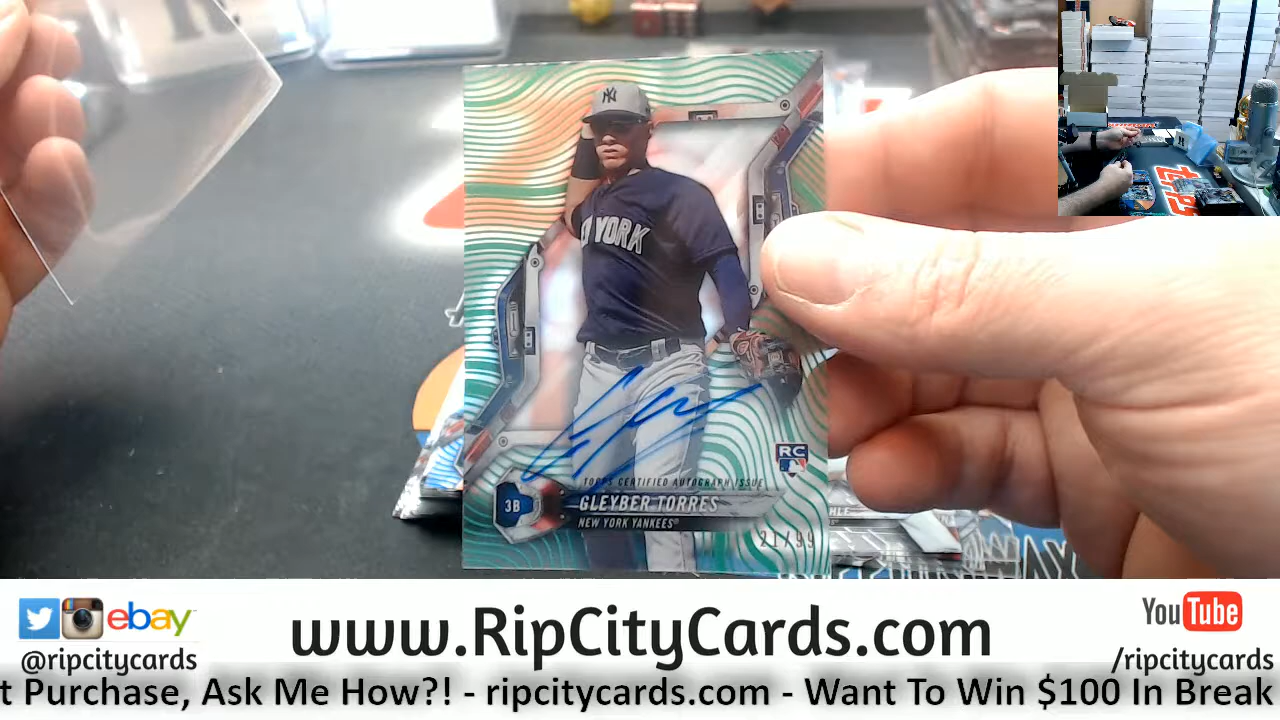 NY
YORK
RC
TOPPS CERTIFIED AUTOGRAPH ISSUE
3B
GLEYBER TORRES
NEW YORK YANKEES®
21/99
ebay
@ripcitycards
www.RipCityCards.com
YouTube
/ripcitycards
t Purchase, Ask Me How?! - ripcitycards.com - Want To Win $100 In Break